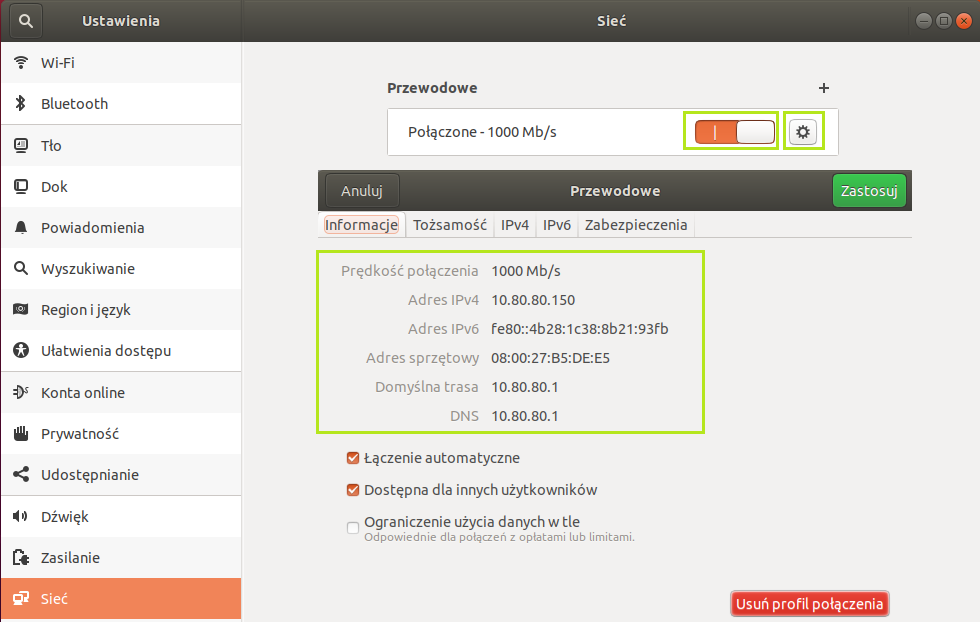 Ustawienia
Sieć
Wi-Fi
Bluetooth
Tło
Dok
Powiadomienia
Wyszukiwanie
Region i język
Ułatwienia dostępu
Konta online
Prywatność
Udostępnianie
Dźwięk
Zasilanie
Sieć
Przewodowe +
Połączone - 1000 Mb/s
Anuluj Przewodowe Zastosuj
Informacje Tożsamość IPv4 IPv6 Zabezpieczenia
Prędkość połączenia 1000 Mb/s
Adres IPv4 10.80.80.150
Adres IPv6 fe80::4b28:1c38:8b21:93fb
Adres sprzętowy 08:00:27:B5:DE:E5
Domyślna trasa 10.80.80.1
DNS 10.80.80.1
Łączenie automatyczne
Dostępna dla innych użytkowników
Ograniczenie użycia danych w tle
Odpowiednie dla połączeń z opłatami lub limitami.
Usuń profil połączenia